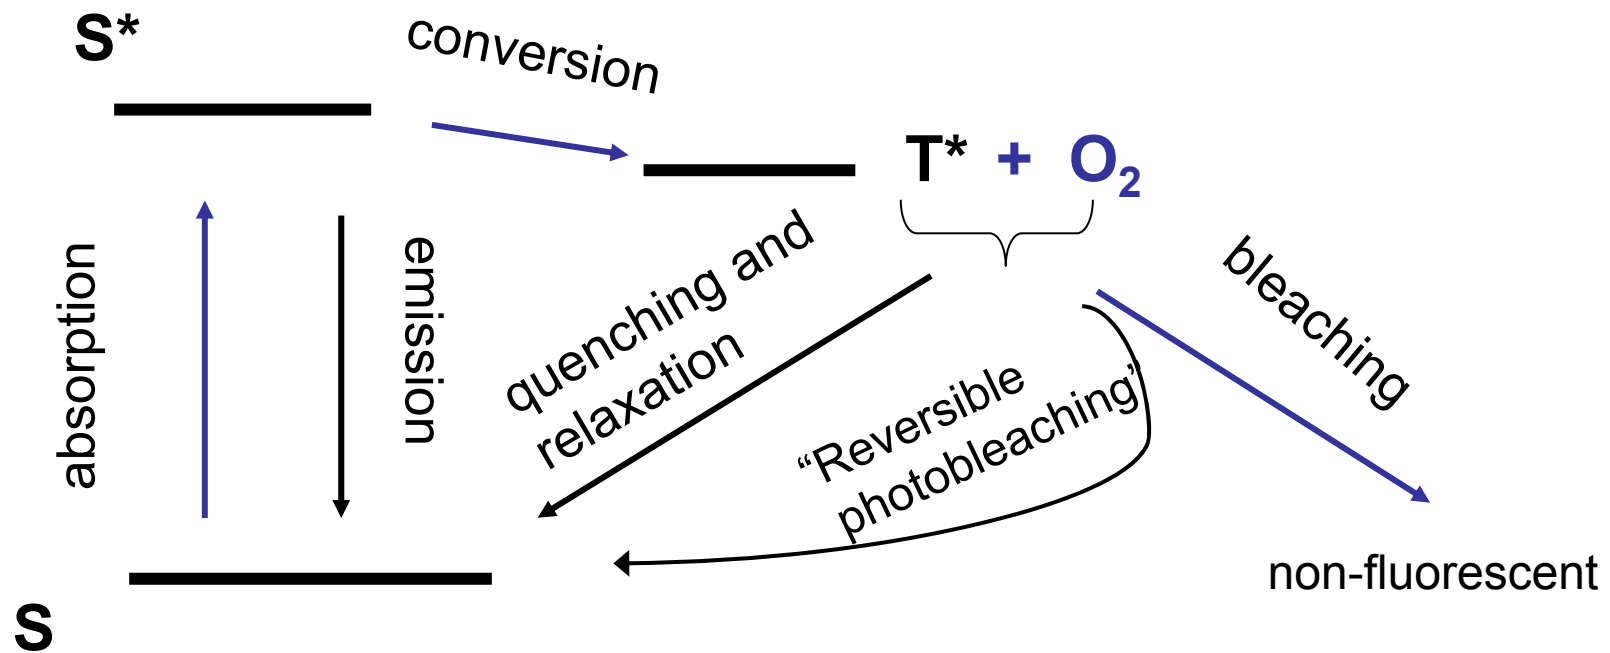 S*
conversion
T* + O₂
absorption
emission
quenching and
relaxation
“Reversible
photobleaching”
bleaching
non-fluorescent
S